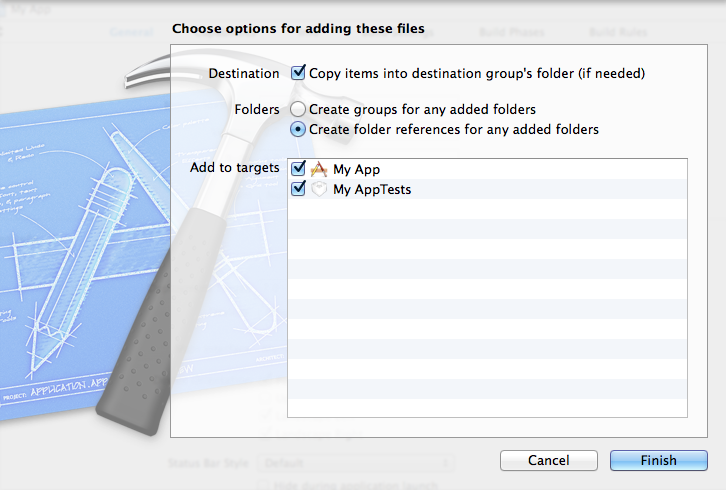 My App
General
Build Phases
Build Rules
Choose options for adding these files
Destination
Copy items into destination group's folder (if needed)
Folders
Create groups for any added folders
Create folder references for any added folders
Add to targets
My App
My AppTests
PROJECT: APPLICATION.APP
Status Bar Style
Default
Hide during application launch
Cancel
Finish